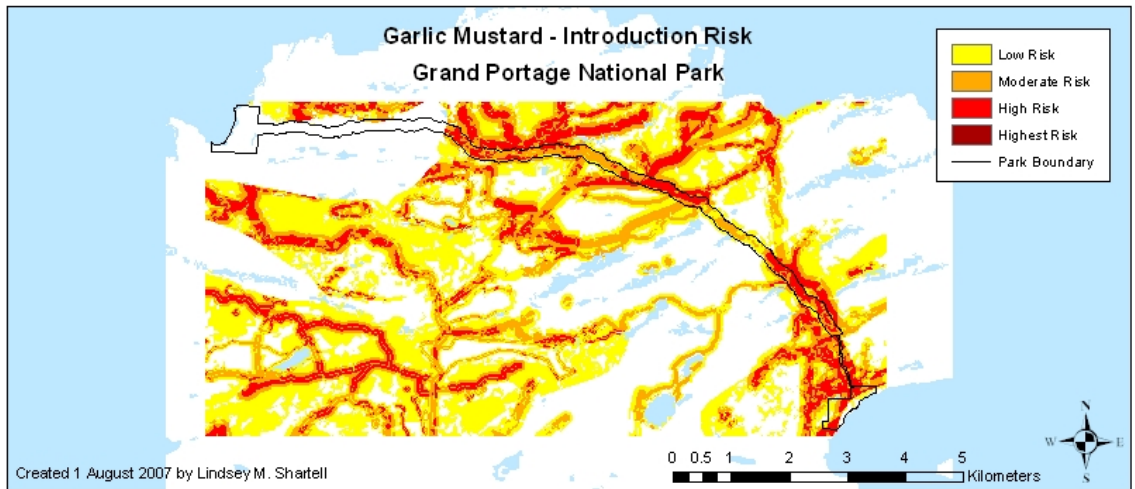 Garlic Mustard - Introduction Risk
Grand Portage National Park
Low Risk
Moderate Risk
High Risk
Highest Risk
Park Boundary
N
W E
S
Created 1 August 2007 by Lindsey M. Shartell
0 0.5 1 2 3 4 5
Kilometers